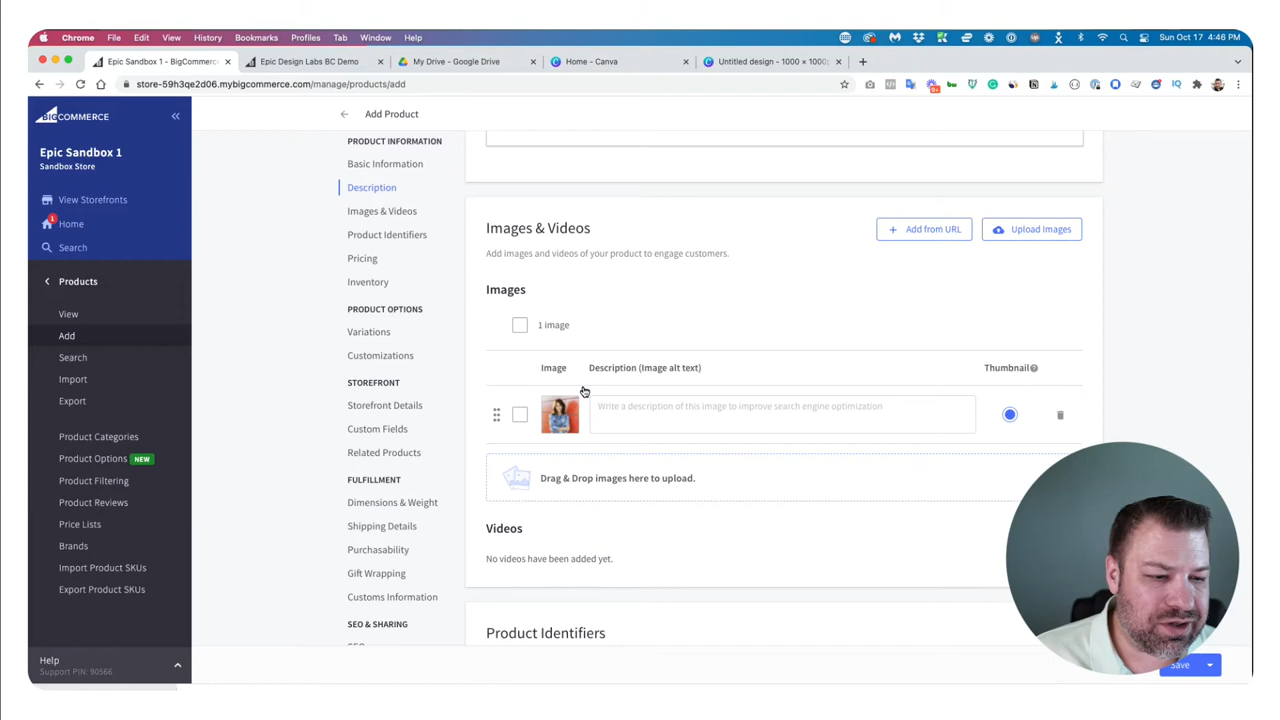 Chrome File Edit View History Bookmarks Profiles Tab Window Help Sun Oct 17 4:46 PM
Epic Sandbox 1 - BigCommerce
Epic Design Labs BC Demo
My Drive - Google Drive
Home - Canva
Untitled design - 1000 × 1000
store-59h3qe2d06.mybigcommerce.com/manage/products/add
BIGCOMMERCE
Epic Sandbox 1
Sandbox Store
View Storefronts
1
Home
Search
Products
View
Add
Search
Import
Export
Product Categories
Product Options NEW
Product Filtering
Product Reviews
Price Lists
Brands
Import Product SKUs
Export Product SKUs
Help
Support PIN: 90566
Add Product
PRODUCT INFORMATION
Basic Information
Description
Images & Videos
Product Identifiers
Pricing
Inventory
PRODUCT OPTIONS
Variations
Customizations
STOREFRONT
Storefront Details
Custom Fields
Related Products
FULFILLMENT
Dimensions & Weight
Shipping Details
Purchasability
Gift Wrapping
Customs Information
SEO & SHARING
Images & Videos
Add from URL
Upload Images
Add images and videos of your product to engage customers.
Images
1 image
Image Description (Image alt text) Thumbnail
Write a description of this image to improve search engine optimization
Drag & Drop images here to upload.
Videos
No videos have been added yet.
Product Identifiers
Save